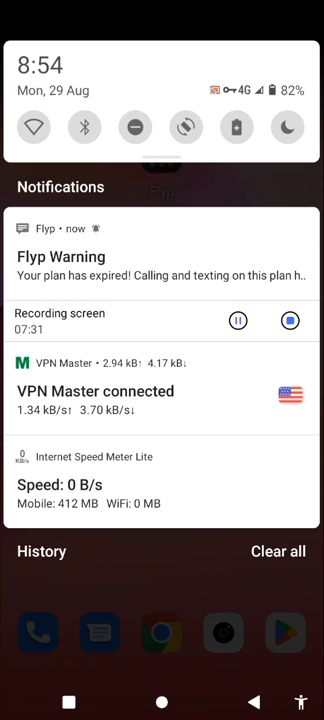 8:54
Mon, 29 Aug
4G
82%
Flyp
Notifications
Flyp • now
Flyp Warning
Your plan has expired! Calling and texting on this plan h..
Recording screen
07:31
M VPN Master • 2.94 kB↑ 4.17 kB↓
VPN Master connected
1.34 kB/s↑ 3.70 kB/s↓
0 KB/s Internet Speed Meter Lite
Speed: 0 B/s
Mobile: 412 MB WiFi: 0 MB
History
Clear all